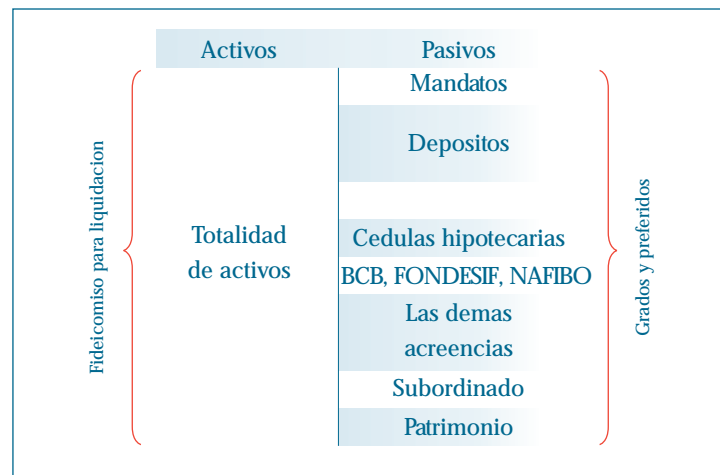 Activos
Pasivos
Fideicomiso para liquidacion
Totalidad
de activos
Mandatos
Depositos
Cedulas hipotecarias
BCB, FONDESIF, NAFIBO
Las demas
acreencias
Subordinado
Patrimonio
Grados y preferidos